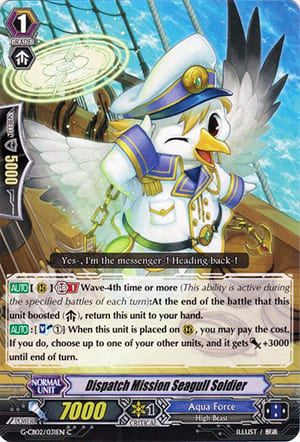 1
GRADE
SHIELD
5000
Yes-, I'm the messenger-! Heading back-!
AUTO [ ] 1 Wave-4th time or more (This ability is active during
the specified battles of each turn):At the end of the battle that this
unit boosted ( ), return this unit to your hand.
AUTO :[ 1] When this unit is placed on , you may pay the cost.
If you do, choose up to one of your other units, and it gets +3000
until end of turn.
NORMAL
UNIT
Dispatch Mission Seagull Soldier
POWER
7000
1
CRITICAL
Aqua Force
High Beast
G-CB02/031EN C
ILLUST /